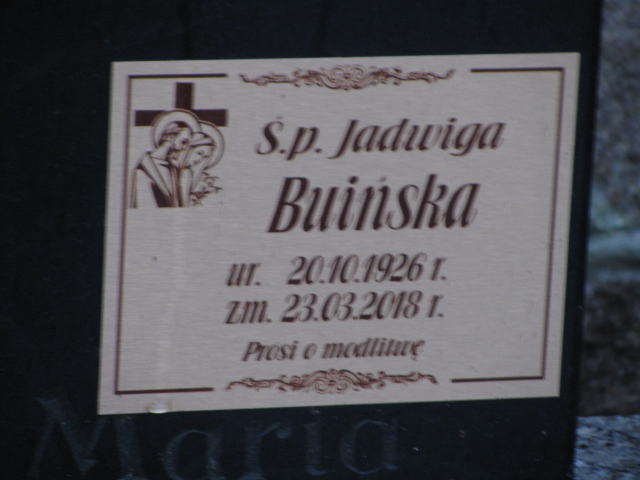 Ś.p. Jadwiga
Buińska
ur. 20.10.1926 r.
zm. 23.03.2018 r.
Prosi o modlitwę
Maria